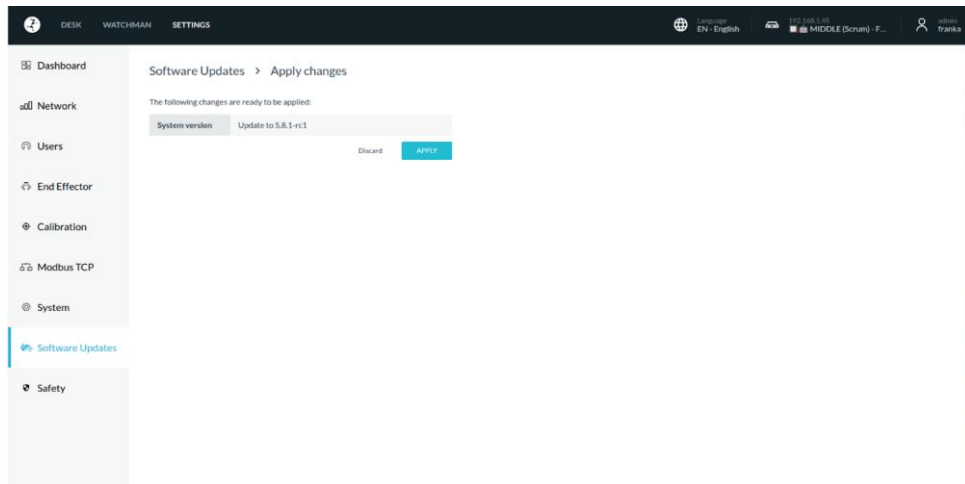 DESK WATCHMAN SETTINGS
Language
EN - English
192.168.1.45
MIDDLE (Scrum) - F...
admin
franka
Dashboard
Network
Users
End Effector
Calibration
Modbus TCP
System
Software Updates
Safety
Software Updates > Apply changes
The following changes are ready to be applied:
System version Update to 5.8.1-rc1
Discard APPLY